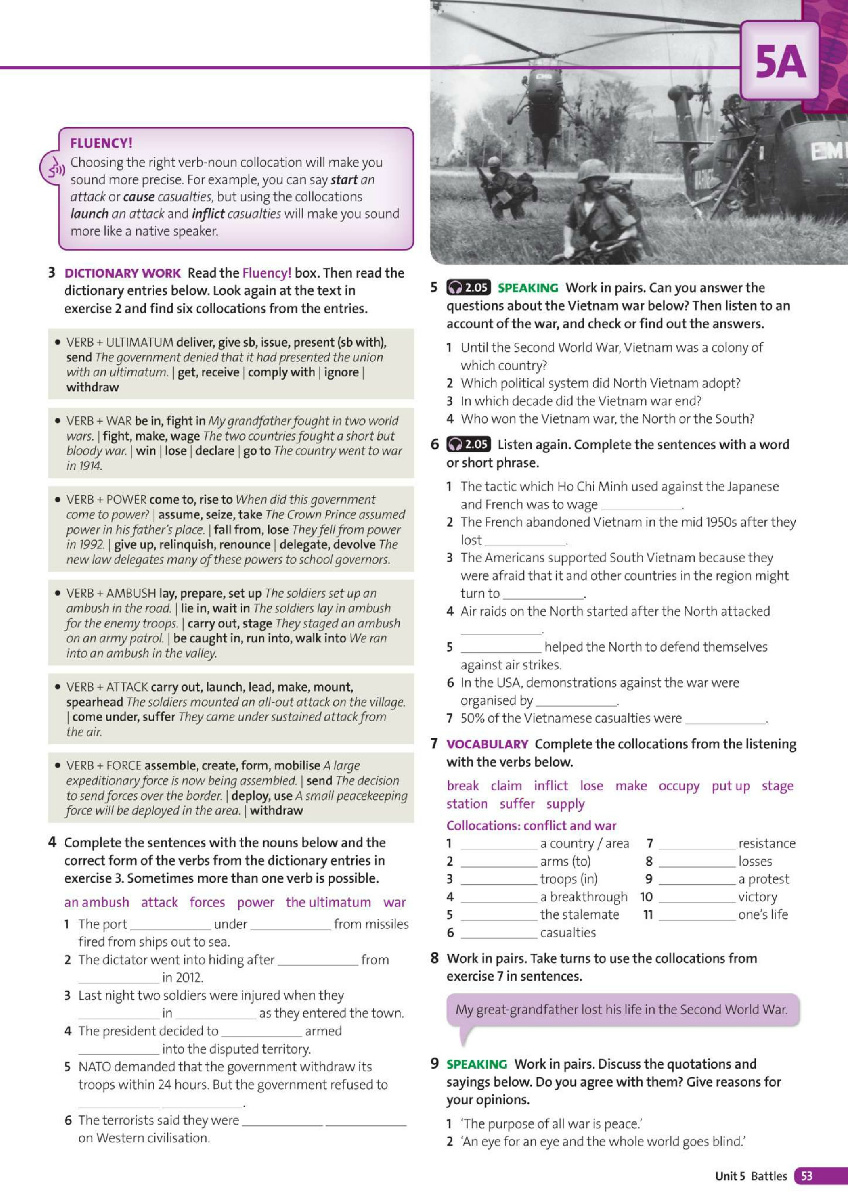 5A
FLUENCY!
Choosing the right verb-noun collocation will make you
sound more precise. For example, you can say start an
attack or cause casualties, but using the collocations
launch an attack and inflict casualties will make you sound
more like a native speaker.
3 DICTIONARY WORK Read the Fluency! box. Then read the
dictionary entries below. Look again at the text in
exercise 2 and find six collocations from the entries.
• VERB + ULTIMATUM deliver, give sb, issue, present (sb with),
send The government denied that it had presented the union
with an ultimatum. | get, receive | comply with | ignore |
withdraw
• VERB + WAR be in, fight in My grandfather fought in two world
wars. | fight, make, wage The two countries fought a short but
bloody war. | win | lose | declare | go to The country went to war
in 1914.
• VERB + POWER come to, rise to When did this government
come to power? | assume, seize, take The Crown Prince assumed
power in his father's place. | fall from, lose They fell from power
in 1992. | give up, relinquish, renounce | delegate, devolve The
new law delegates many of these powers to school governors.
• VERB + AMBUSH lay, prepare, set up The soldiers set up an
ambush in the road. | lie in, wait in The soldiers lay in ambush
for the enemy troops. | carry out, stage They staged an ambush
on an army patrol. | be caught in, run into, walk into We ran
into an ambush in the valley.
• VERB + ATTACK carry out, launch, lead, make, mount,
spearhead The soldiers mounted an all-out attack on the village.
| come under, suffer They came under sustained attack from
the air.
• VERB + FORCE assemble, create, form, mobilise A large
expeditionary force is now being assembled. | send The decision
to send forces over the border. | deploy, use A small peacekeeping
force will be deployed in the area. | withdraw
4 Complete the sentences with the nouns below and the
correct form of the verbs from the dictionary entries in
exercise 3. Sometimes more than one verb is possible.
an ambush attack forces power the ultimatum war
1 The port ____________ under ____________ from missiles
fired from ships out to sea.
2 The dictator went into hiding after ____________ from
____________ in 2012.
3 Last night two soldiers were injured when they
____________ in ____________ as they entered the town.
4 The president decided to ____________ armed
____________ into the disputed territory.
5 NATO demanded that the government withdraw its
troops within 24 hours. But the government refused to
____________ ____________.
6 The terrorists said they were ____________ ____________
on Western civilisation.
EMI
EMI
5 2.05 SPEAKING Work in pairs. Can you answer the
questions about the Vietnam war below? Then listen to an
account of the war, and check or find out the answers.
1 Until the Second World War, Vietnam was a colony of
which country?
2 Which political system did North Vietnam adopt?
3 In which decade did the Vietnam war end?
4 Who won the Vietnam war, the North or the South?
6 2.05 Listen again. Complete the sentences with a word
or short phrase.
1 The tactic which Ho Chi Minh used against the Japanese
and French was to wage ____________.
2 The French abandoned Vietnam in the mid 1950s after they
lost ____________.
3 The Americans supported South Vietnam because they
were afraid that it and other countries in the region might
turn to ____________.
4 Air raids on the North started after the North attacked
____________.
5 ____________ helped the North to defend themselves
against air strikes.
6 In the USA, demonstrations against the war were
organised by ____________.
7 50% of the Vietnamese casualties were ____________.
7 VOCABULARY Complete the collocations from the listening
with the verbs below.
break claim inflict lose make occupy put up stage
station suffer supply
Collocations: conflict and war
1 ____________ a country / area
2 ____________ arms (to)
3 ____________ troops (in)
4 ____________ a breakthrough
5 ____________ the stalemate
6 ____________ casualties
7 ____________ resistance
8 ____________ losses
9 ____________ a protest
10 ____________ victory
11 ____________ one's life
8 Work in pairs. Take turns to use the collocations from
exercise 7 in sentences.
My great-grandfather lost his life in the Second World War.
9 SPEAKING Work in pairs. Discuss the quotations and
sayings below. Do you agree with them? Give reasons for
your opinions.
1 'The purpose of all war is peace.'
2 'An eye for an eye and the whole world goes blind.'
Unit 5 Battles 53